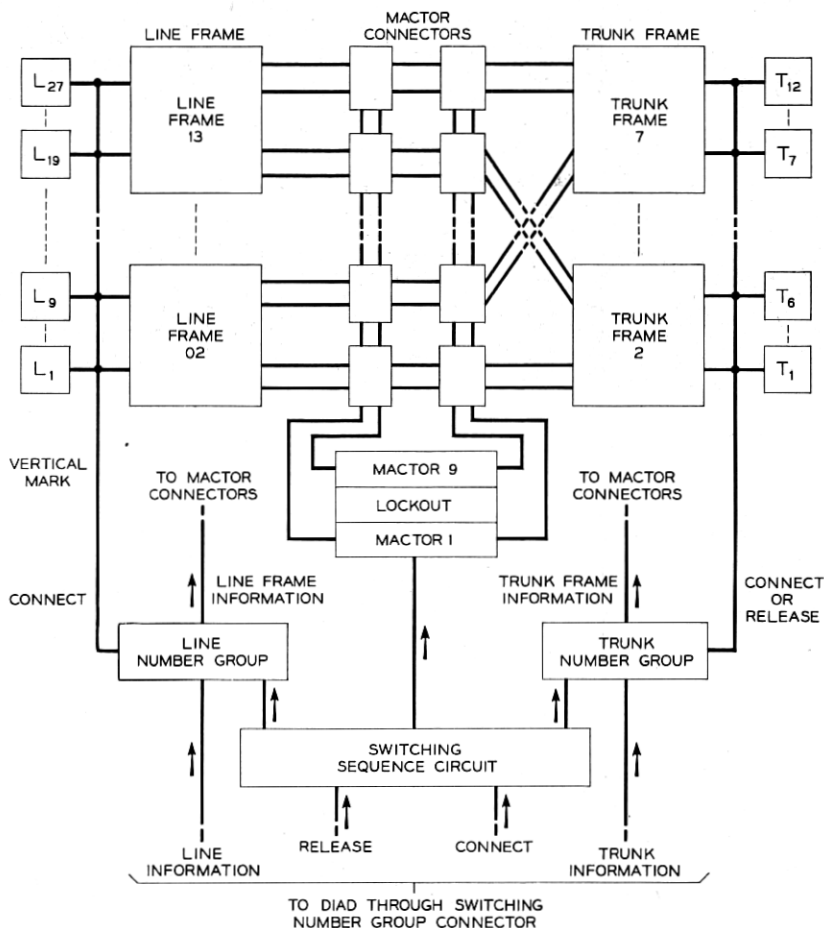 MACTOR
CONNECTORS
LINE FRAME
TRUNK FRAME
L27
LINE
FRAME
13
TRUNK
FRAME
7
T12
L19
T7
L9
LINE
FRAME
02
TRUNK
FRAME
2
T6
L1
T1
VERTICAL
MARK
TO MACTOR
CONNECTORS
MACTOR 9
LOCKOUT
MACTOR 1
TO MACTOR
CONNECTORS
CONNECT
LINE FRAME
INFORMATION
TRUNK FRAME
INFORMATION
CONNECT
OR
RELEASE
LINE
NUMBER GROUP
TRUNK
NUMBER GROUP
SWITCHING
SEQUENCE CIRCUIT
LINE
INFORMATION
RELEASE
CONNECT
TRUNK
INFORMATION
TO DIAD THROUGH SWITCHING
NUMBER GROUP CONNECTOR